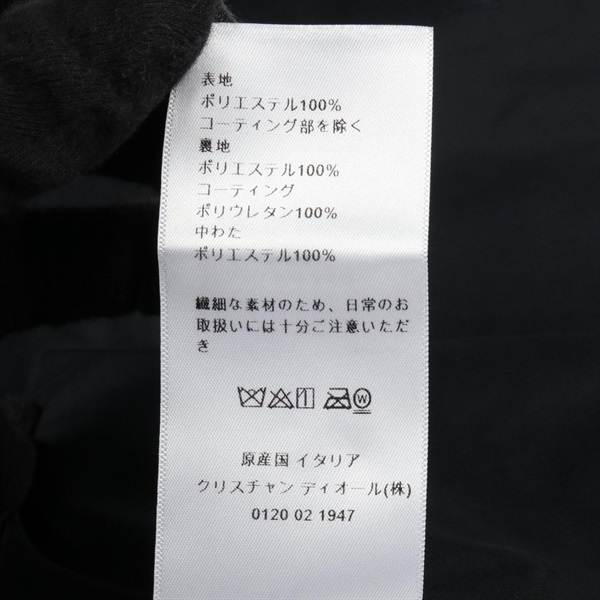 表地
ポリエステル100%
コーティング部を除く
裏地
ポリエステル100%
コーティング
ポリウレタン100%
中わた
ポリエステル100%
繊細な素材のため、日常のお
取扱いには十分ご注意いただ
き
W
原産国 イタリア
クリスチャン ディオール(株)
0120 02 1947